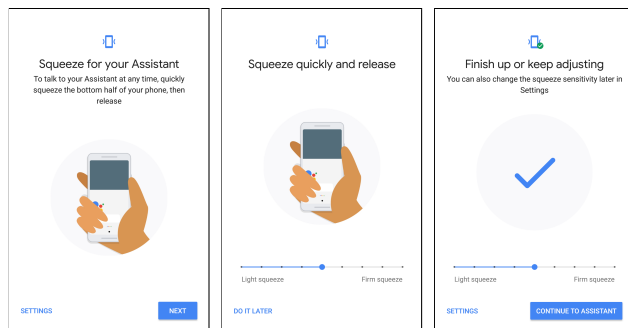 Squeeze for your Assistant
To talk to your Assistant at any time, quickly
squeeze the bottom half of your phone, then
release
SETTINGS
NEXT
Squeeze quickly and release
Light squeeze
Firm squeeze
DO IT LATER
Finish up or keep adjusting
You can also change the squeeze sensitivity later in
Settings
Light squeeze
Firm squeeze
SETTINGS
CONTINUE TO ASSISTANT